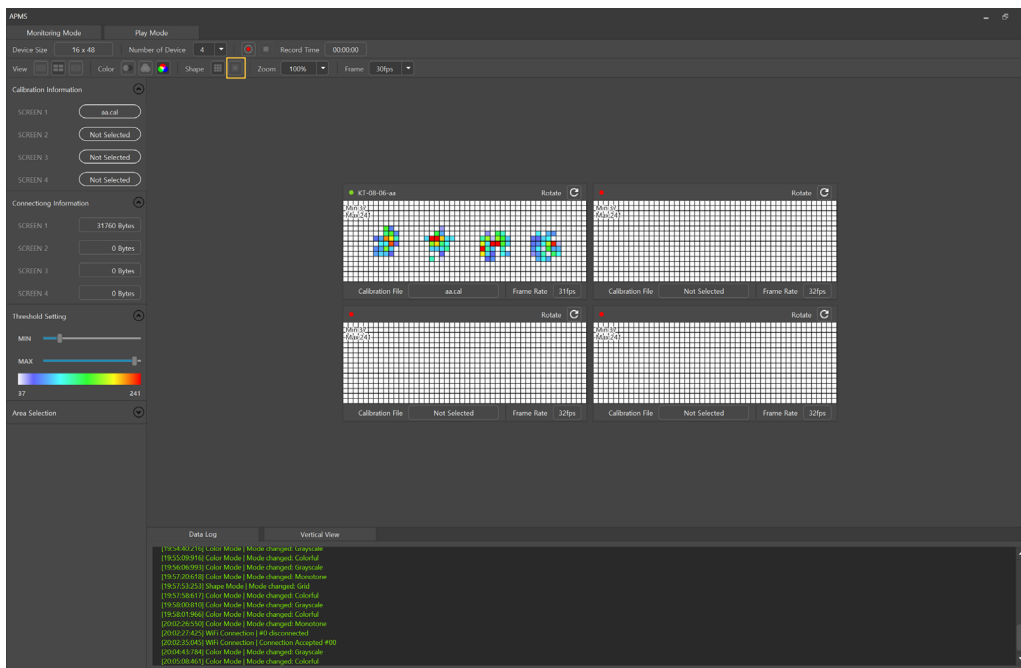 APMS
Monitoring Mode Play Mode
Device Size 16 x 48 Number of Device 4 Record Time 00:00:00
View Color Shape Zoom 100% Frame 30fps
Calibration Information
SCREEN 1 aa.cal
SCREEN 2 Not Selected
SCREEN 3 Not Selected
SCREEN 4 Not Selected
Connectiong Information
SCREEN 1 31760 Bytes
SCREEN 2 0 Bytes
SCREEN 3 0 Bytes
SCREEN 4 0 Bytes
Threshold Setting
MIN
MAX
37 241
Area Selection
KT-08-06-aa Rotate
Min 37
Max 241
Calibration File aa.cal Frame Rate 31fps
Rotate
Min 37
Max 241
Calibration File Not Selected Frame Rate 32fps
Rotate
Min 37
Max 241
Calibration File Not Selected Frame Rate 32fps
Rotate
Min 37
Max 241
Calibration File Not Selected Frame Rate 32fps
Data Log Vertical View
[19:54:40:216] Color Mode | Mode changed: Grayscale
[19:55:09:916] Color Mode | Mode changed: Colorful
[19:56:06:993] Color Mode | Mode changed: Grayscale
[19:57:20:618] Color Mode | Mode changed: Monotone
[19:57:53:253] Shape Mode | Mode changed: Grid
[19:57:58:617] Color Mode | Mode changed: Colorful
[19:58:00:810] Color Mode | Mode changed: Grayscale
[19:58:01:966] Color Mode | Mode changed: Colorful
[20:02:26:550] Color Mode | Mode changed: Monotone
[20:02:27:425] WiFi Connection | #0 disconnected
[20:02:35:045] WiFi Connection | Connection Accepted #00
[20:04:43:784] Color Mode | Mode changed: Grayscale
[20:05:08:461] Color Mode | Mode changed: Colorful